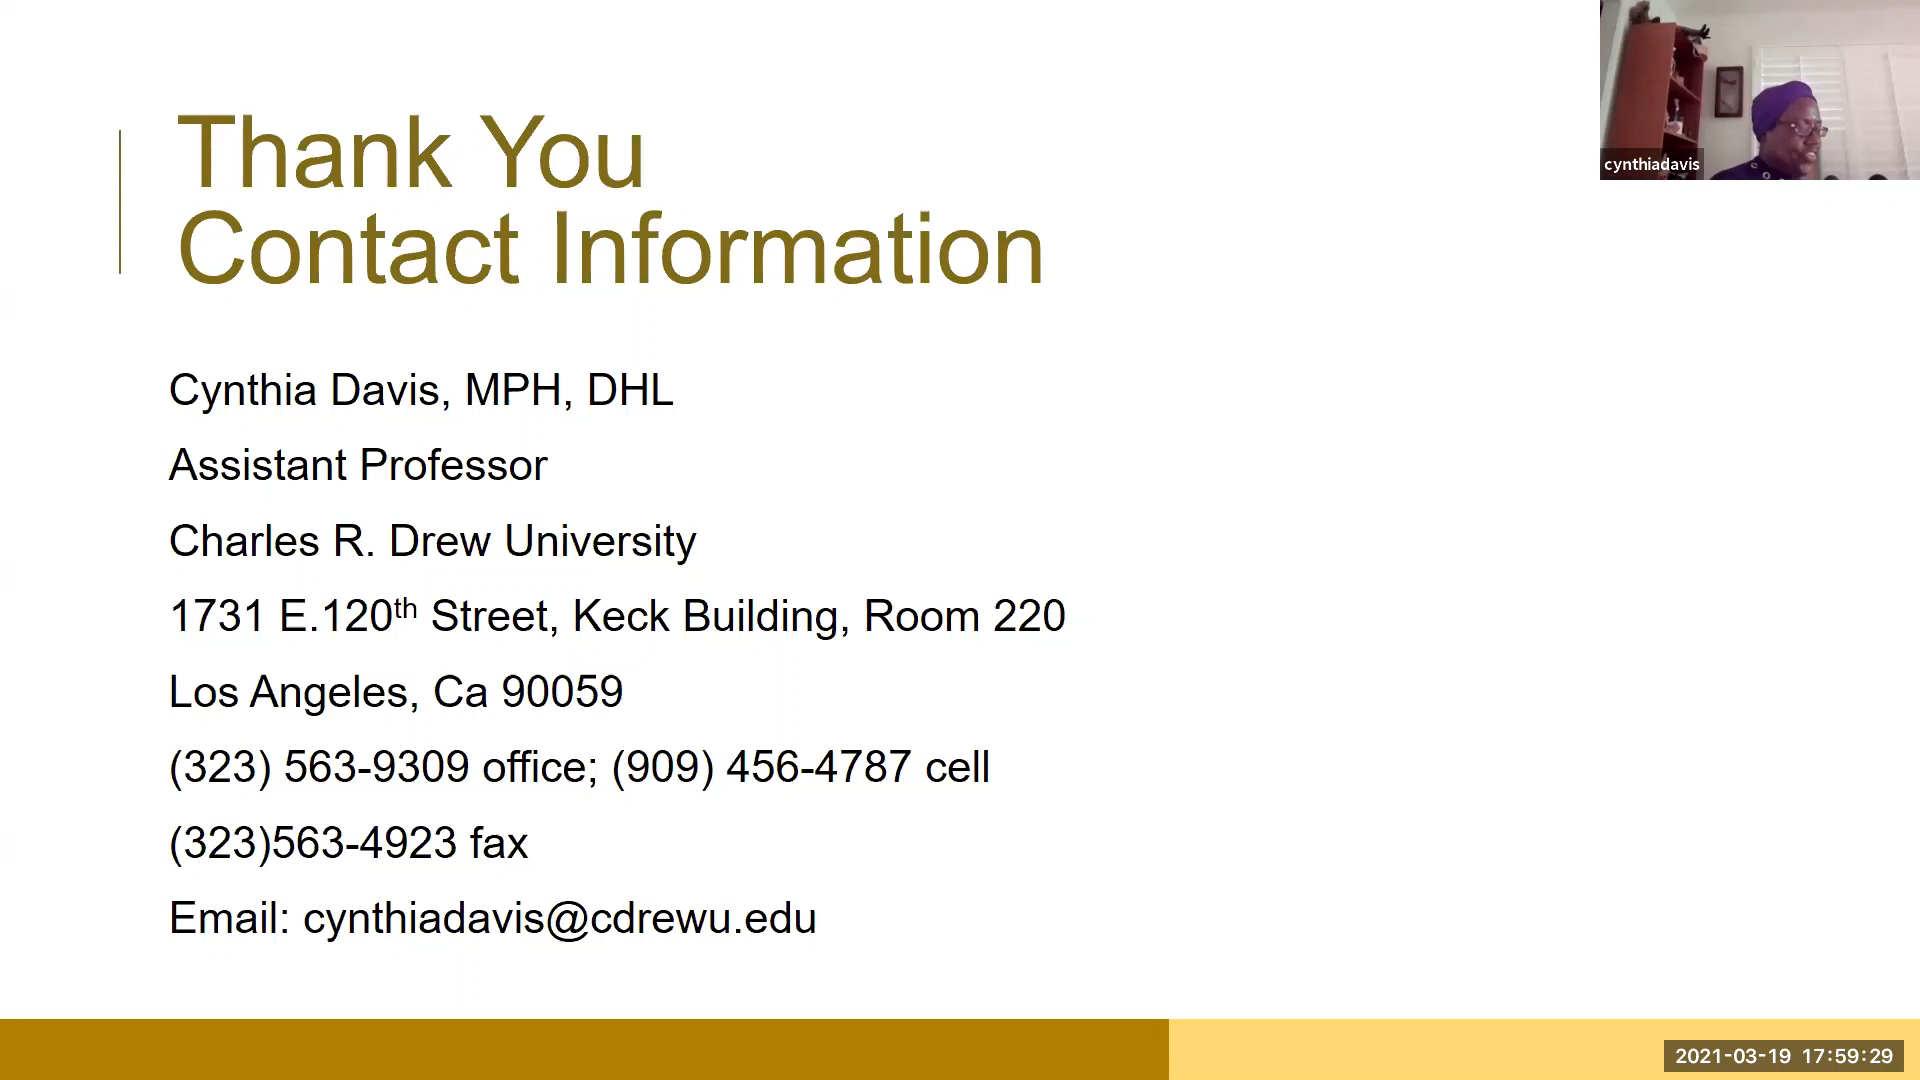 Thank You
Contact Information
cynthiadavis
Cynthia Davis, MPH, DHL
Assistant Professor
Charles R. Drew University
1731 E.120th Street, Keck Building, Room 220
Los Angeles, Ca 90059
(323) 563-9309 office; (909) 456-4787 cell
(323)563-4923 fax
Email: cynthiadavis@cdrewu.edu
2021-03-19 17:59:29